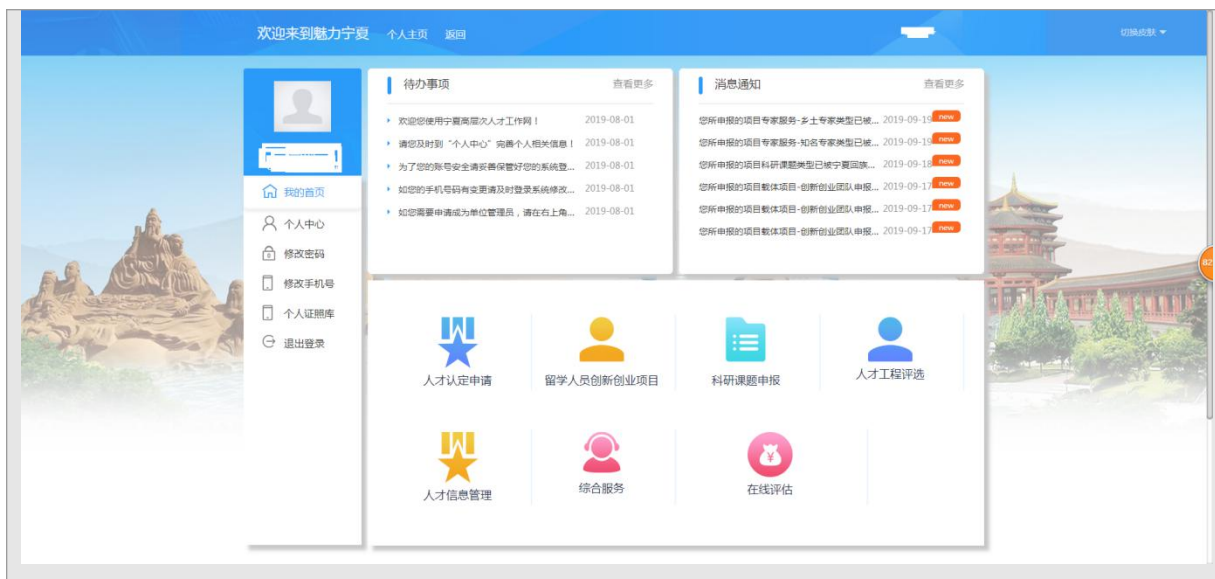 欢迎来到魅力宁夏 个人主页 返回 切换皮肤
我的首页
个人中心
修改密码
修改手机号
个人证照库
退出登录
待办事项 查看更多
欢迎您使用宁夏高层次人才工作网！ 2019-08-01
请您及时到“个人中心”完善个人相关信息！ 2019-08-01
为了您的账号安全请妥善保管好您的系统登... 2019-08-01
如您的手机号码有变更请及时登录系统修改... 2019-08-01
如您需要申请成为单位管理员，请在右上角... 2019-08-01
消息通知 查看更多
您所申报的项目专家服务-乡土专家类型已被... 2019-09-19 new
您所申报的项目专家服务-知名专家类型已被... 2019-09-19 new
您所申报的项目科研课题类型已被宁夏回族... 2019-09-18 new
您所申报的项目载体项目-创新创业团队申报... 2019-09-17 new
您所申报的项目载体项目-创新创业团队申报... 2019-09-17 new
您所申报的项目载体项目-创新创业团队申报... 2019-09-17 new
人才认定申请 留学人员创新创业项目 科研课题申报 人才工程评选
人才信息管理 综合服务 在线评估
82